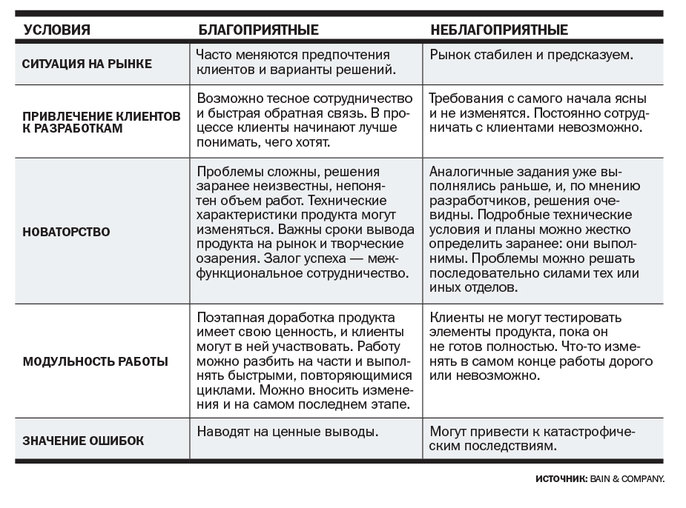 УСЛОВИЯ БЛАГОПРИЯТНЫЕ НЕБЛАГОПРИЯТНЫЕ
СИТУАЦИЯ НА РЫНКЕ
Часто меняются предпочтения
клиентов и варианты решений.
Рынок стабилен и предсказуем.
ПРИВЛЕЧЕНИЕ КЛИЕНТОВ
К РАЗРАБОТКАМ
Возможно тесное сотрудничество
и быстрая обратная связь. В про-
цессе клиенты начинают лучше
понимать, чего хотят.
Требования с самого начала ясны
и не изменятся. Постоянно сотруд-
ничать с клиентами невозможно.
НОВАТОРСТВО
Проблемы сложны, решения
заранее неизвестны, непоня-
тен объем работ. Технические
характеристики продукта могут
изменяться. Важны сроки вывода
продукта на рынок и творческие
озарения. Залог успеха — меж-
функциональное сотрудничество.
Аналогичные задания уже вы-
полнялись раньше, и, по мнению
разработчиков, решения оче-
видны. Подробные технические
условия и планы можно жестко
определить заранее: они выпол-
нимы. Проблемы можно решать
последовательно силами тех или
иных отделов.
МОДУЛЬНОСТЬ РАБОТЫ
Поэтапная доработка продукта
имеет свою ценность, и клиенты
могут в ней участвовать. Работу
можно разбить на части и выпол-
нять быстрыми, повторяющимися
циклами. Можно вносить измене-
ния и на самом последнем этапе.
Клиенты не могут тестировать
элементы продукта, пока он
не готов полностью. Что-то изме-
нять в самом конце работы дорого
или невозможно.
ЗНАЧЕНИЕ ОШИБОК
Наводят на ценные выводы.
Могут привести к катастрофиче-
ским последствиям.
ИСТОЧНИК: BAIN & COMPANY.